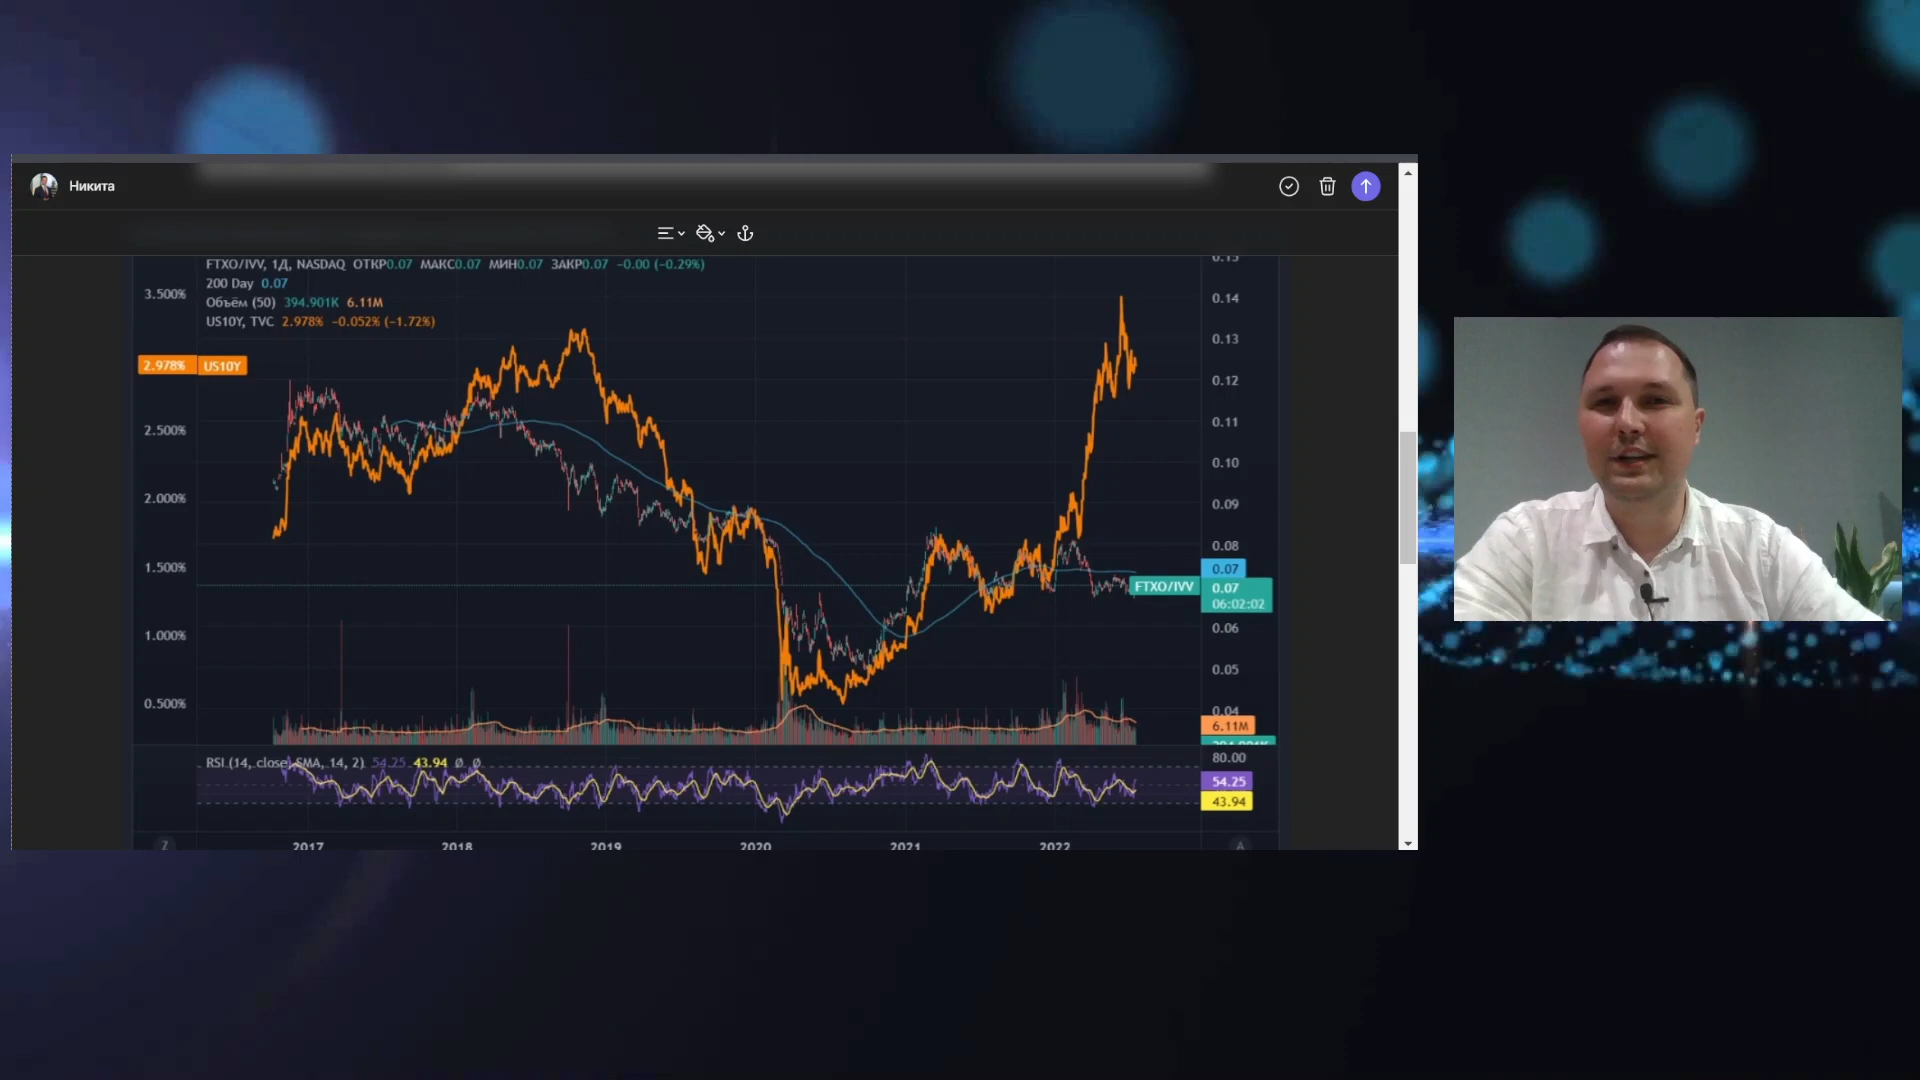 Никита
FTXO/IVV, 1Д, NASDAQ ОТКР0.07 МАКС0.07 МИН0.07 ЗАКР0.07 −0.00 (−0.29%)
200 Day 0.07
Объём (50) 394.901K 6.11M
US10Y, TVC 2.978% −0.052% (−1.72%)
3.500%
2.978% US10Y
2.500%
2.000%
1.500%
1.000%
0.500%
0.15
0.14
0.13
0.12
0.11
0.10
0.09
0.08
0.07
FTXO/IVV 0.07
06:02:02
0.06
0.05
0.04
6.11M
394.901K
RSI (14, close, SMA, 14, 2) 54.25 43.94 Ø Ø
80.00
54.25
43.94
Z 2017 2018 2019 2020 2021 2022 A